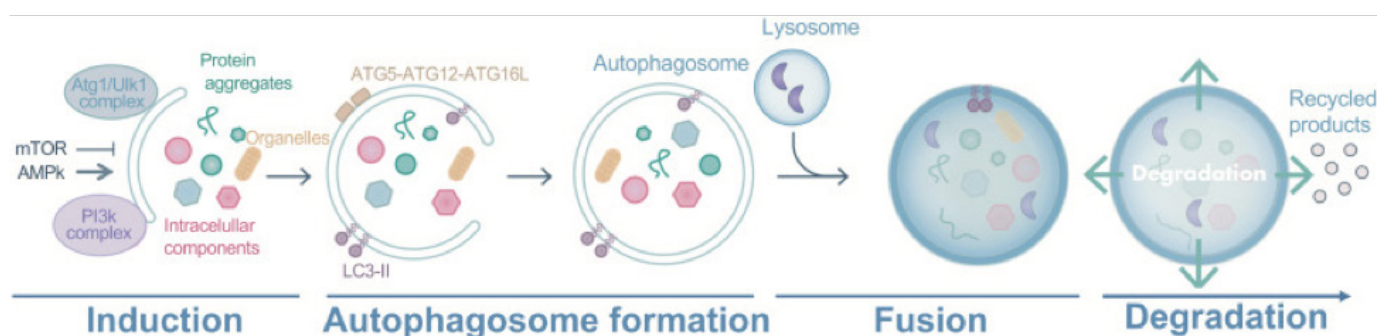 Atg1/Ulk1
complex
mTOR
AMPk
PI3k
complex
Protein
aggregates
Organelles
Intracelullar
components
ATG5-ATG12-ATG16L
LC3-II
Autophagosome
Lysosome
Degradation
Recycled
products
Induction
Autophagosome formation
Fusion
Degradation